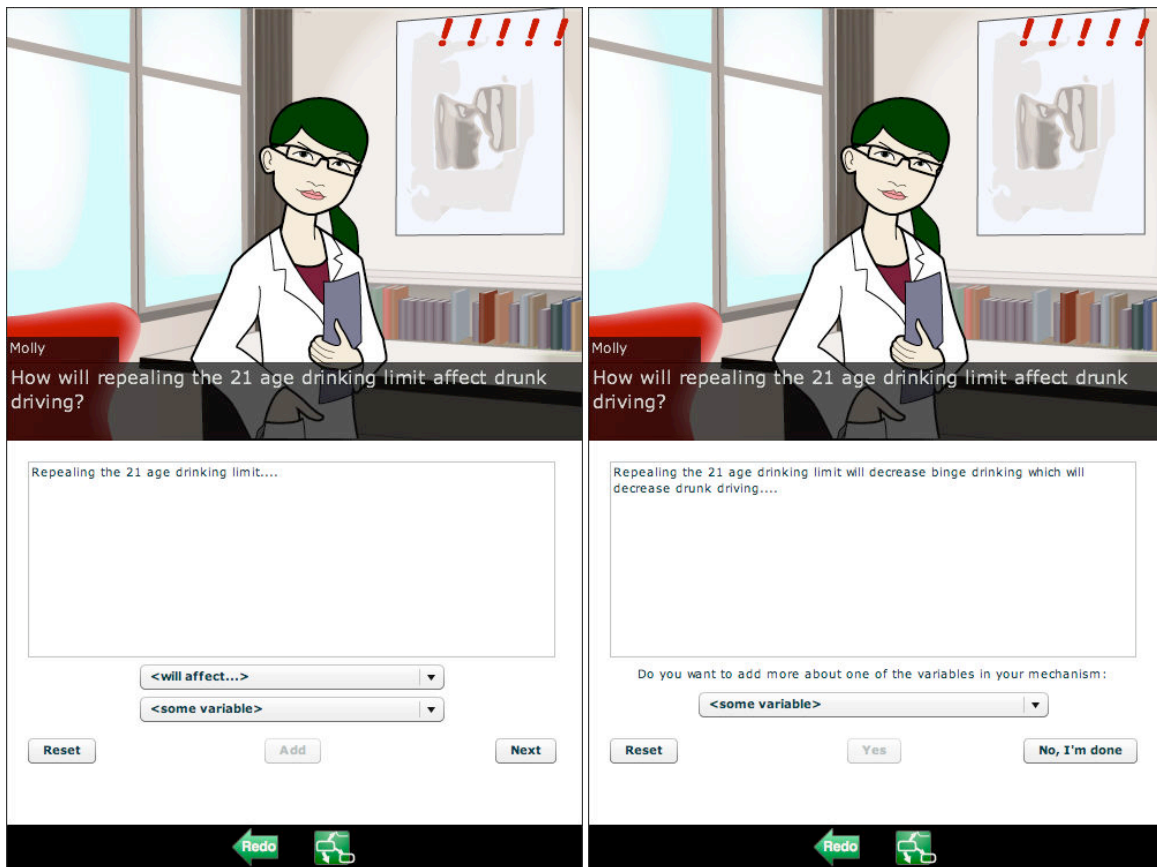 ! ! ! ! !
Molly
How will repealing the 21 age drinking limit affect drunk
driving?
Repealing the 21 age drinking limit....
<will affect...>
<some variable>
Reset
Add
Next
Redo
! ! ! ! !
Molly
How will repealing the 21 age drinking limit affect drunk
driving?
Repealing the 21 age drinking limit will decrease binge drinking which will
decrease drunk driving....
Do you want to add more about one of the variables in your mechanism:
<some variable>
Reset
Yes
No, I'm done
Redo